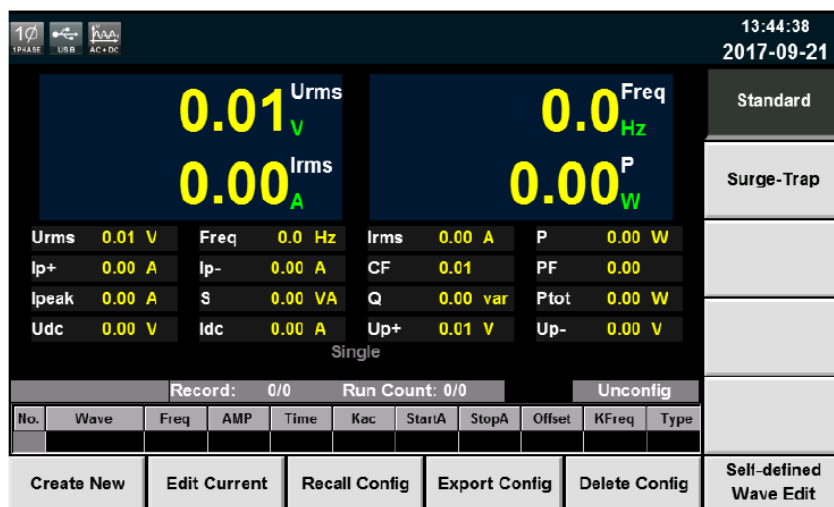 1Ø
1PHASE USB AC+DC
13:44:38
2017-09-21
0.01 Urms V
0.0 Freq Hz
0.00 Irms A
0.00 P W
Standard
Surge-Trap
Urms 0.01 V Freq 0.0 Hz Irms 0.00 A P 0.00 W
Ip+ 0.00 A Ip- 0.00 A CF 0.01 PF 0.00
Ipeak 0.00 A S 0.00 VA Q 0.00 var Ptot 0.00 W
Udc 0.00 V Idc 0.00 A Up+ 0.01 V Up- 0.00 V
Single
Record: 0/0 Run Count: 0/0 Unconfig
No. Wave Freq AMP Time Kac StartA StopA Offset KFreq Type
Create New Edit Current Recall Config Export Config Delete Config
Self-defined
Wave Edit